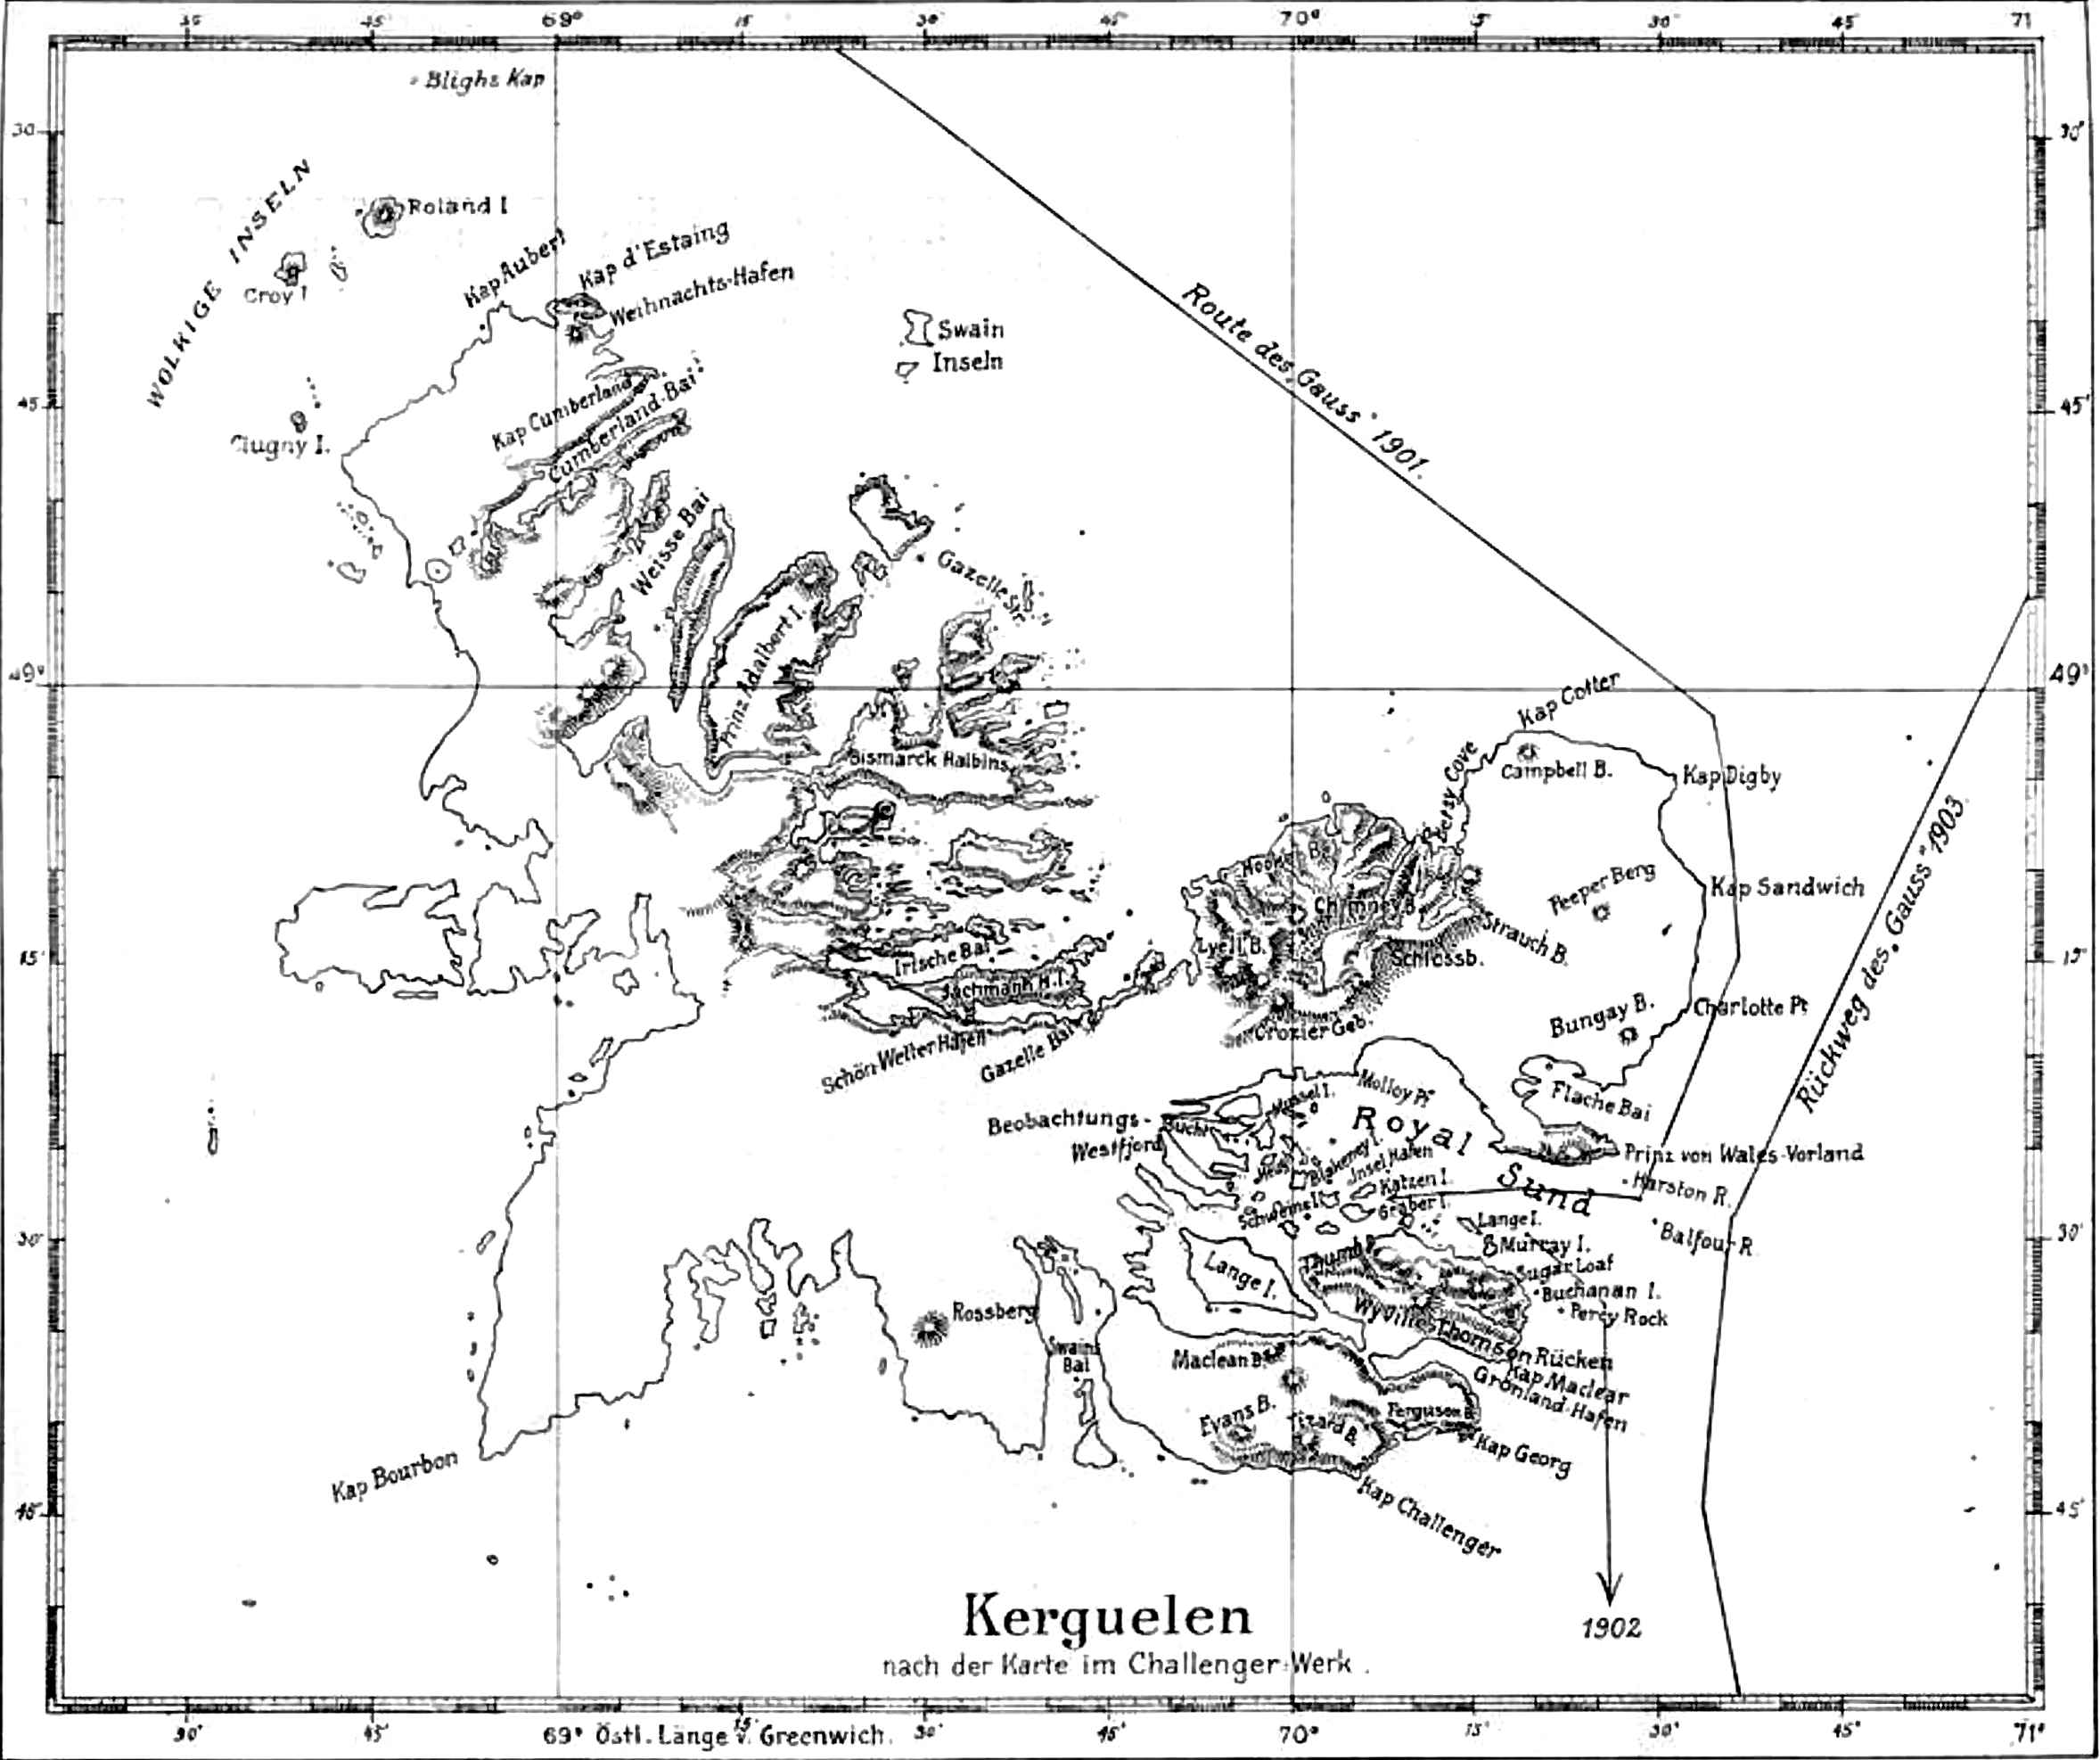 30' 45' 69° 15' 30' 45' 70° 15' 30' 45' 71
Blighs Kap
30
30'
WOLKIGE INSELN
Roland I
Croy I
Kap Aubert
Kap d'Estaing
Weihnachts-Hafen
Swain
Inseln
Route des „Gauss" 1901.
45'
45'
Clugny I.
Kap Cumberland
Cumberland-Bai
Weisse Bai
Gazelle Str.
Prinz Adalbert I.
49°
49°
Kap Cotter
Bismarck Halbins.
Betsy Cove
Campbell B.
Kap Digby
Rückweg des „Gauss" 1903
Hooker B.
Peeper Berg
Kap Sandwich
Chimney B.
Strauch B.
Lyell B.
Schlossb.
15'
15'
Irische Bai
Jachmann H.I.
Bungay B.
Charlotte Pt
Crozier Geb.
Schön Wetter Hafen
Gazelle Bai
Molloy Pt
Flache Bai
Mussel I.
Beobachtungs-Bucht
Royal Sund
Westfjord
Prinz von Wales-Vorland
Heugh
Blakeney I.
Insel Hafen
Katzen I.
Harston R.
Schweine I.
Gräber I.
Lange I.
Balfour R.
30'
30'
Murray I.
Thumb P.
Sugar Loaf
Lange I.
Buchanan I.
Percy Rock
Rossberg
Wyville-Thomson Rücken
Swains
Bai
Maclean B.
Kap Maclear
Grönland-Hafen
Ferguson B.
Evans B.
Tizard B.
Kap Georg
Kap Bourbon
Kap Challenger
45'
45'
1902
Kerguelen
nach der Karte im Challenger-Werk.
30' 45' 69° Östl. Länge v. Greenwich. 15' 30' 45' 70° 15' 30' 45' 71°